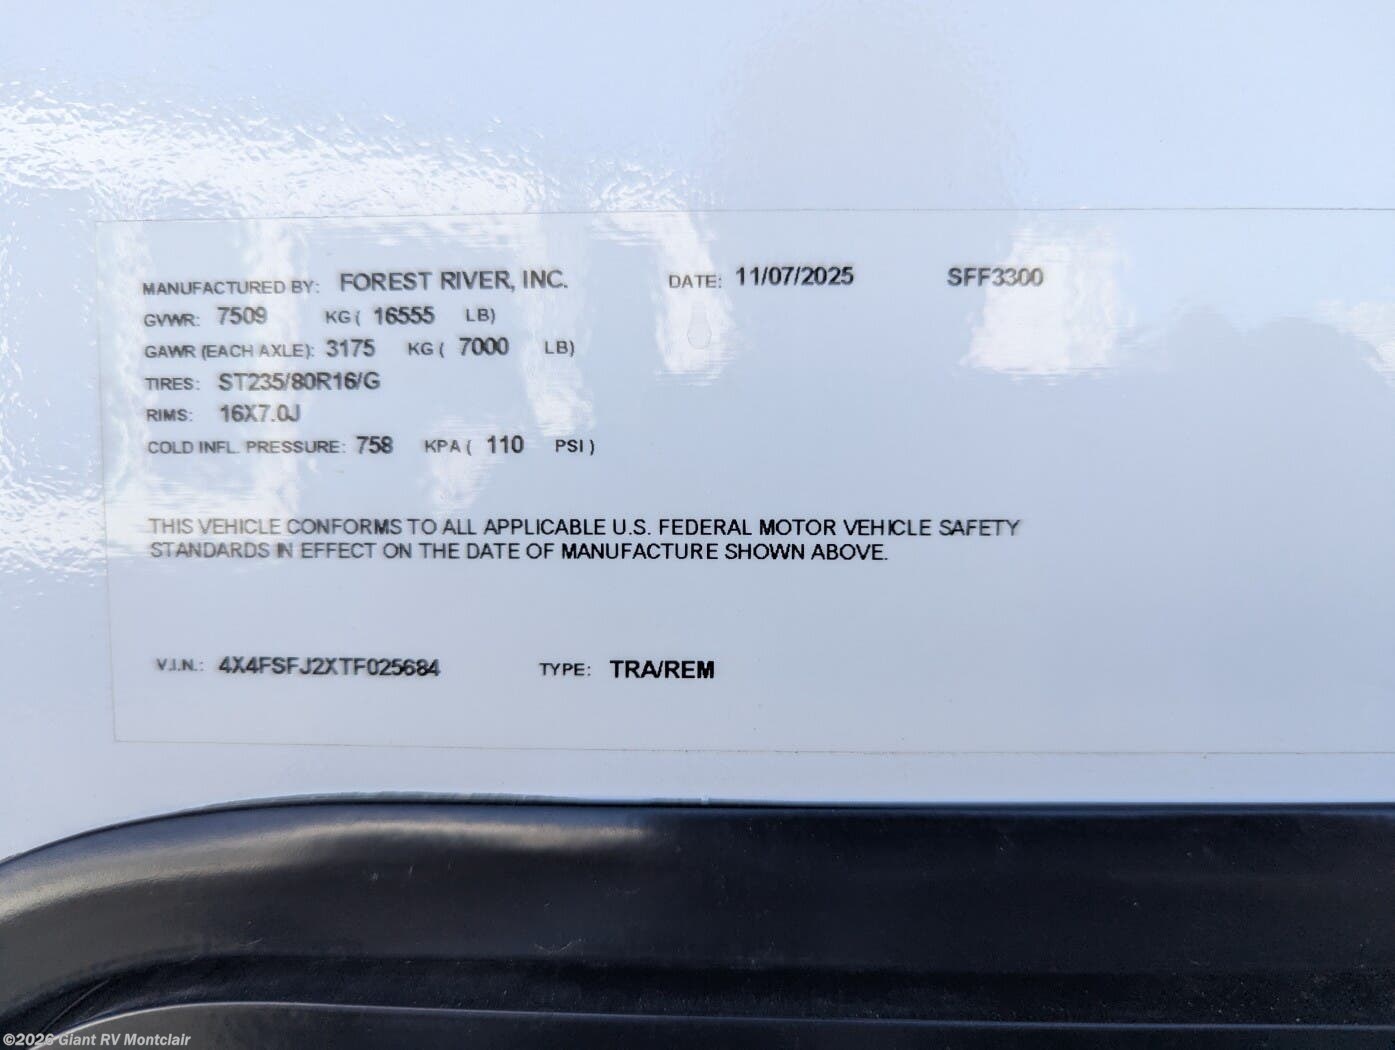 MANUFACTURED BY: FOREST RIVER, INC. DATE: 11/07/2025 SFF3300
GVWR: 7509 KG ( 16555 LB)
GAWR (EACH AXLE): 3175 KG ( 7000 LB)
TIRES: ST235/80R16/G
RIMS: 16X7.0J
COLD INFL. PRESSURE: 758 KPA ( 110 PSI )
THIS VEHICLE CONFORMS TO ALL APPLICABLE U.S. FEDERAL MOTOR VEHICLE SAFETY
STANDARDS IN EFFECT ON THE DATE OF MANUFACTURE SHOWN ABOVE.
V.I.N.: 4X4FSFJ2XTF025684 TYPE: TRA/REM
©2026 Giant RV Montclair